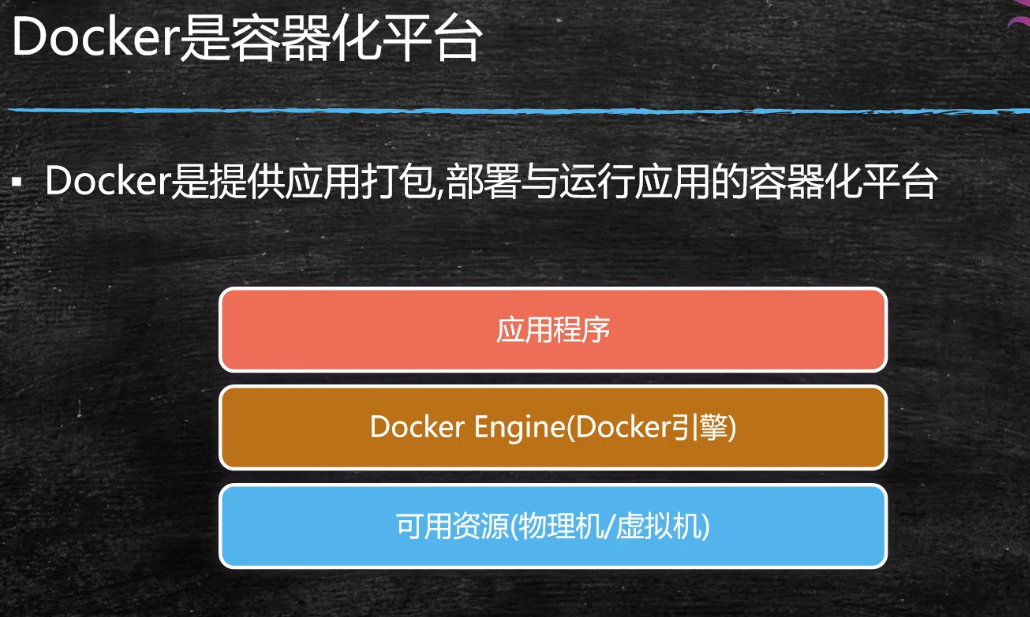 Docker是容器化平台
▪ Docker是提供应用打包,部署与运行应用的容器化平台
应用程序
Docker Engine(Docker引擎)
可用资源(物理机/虚拟机)